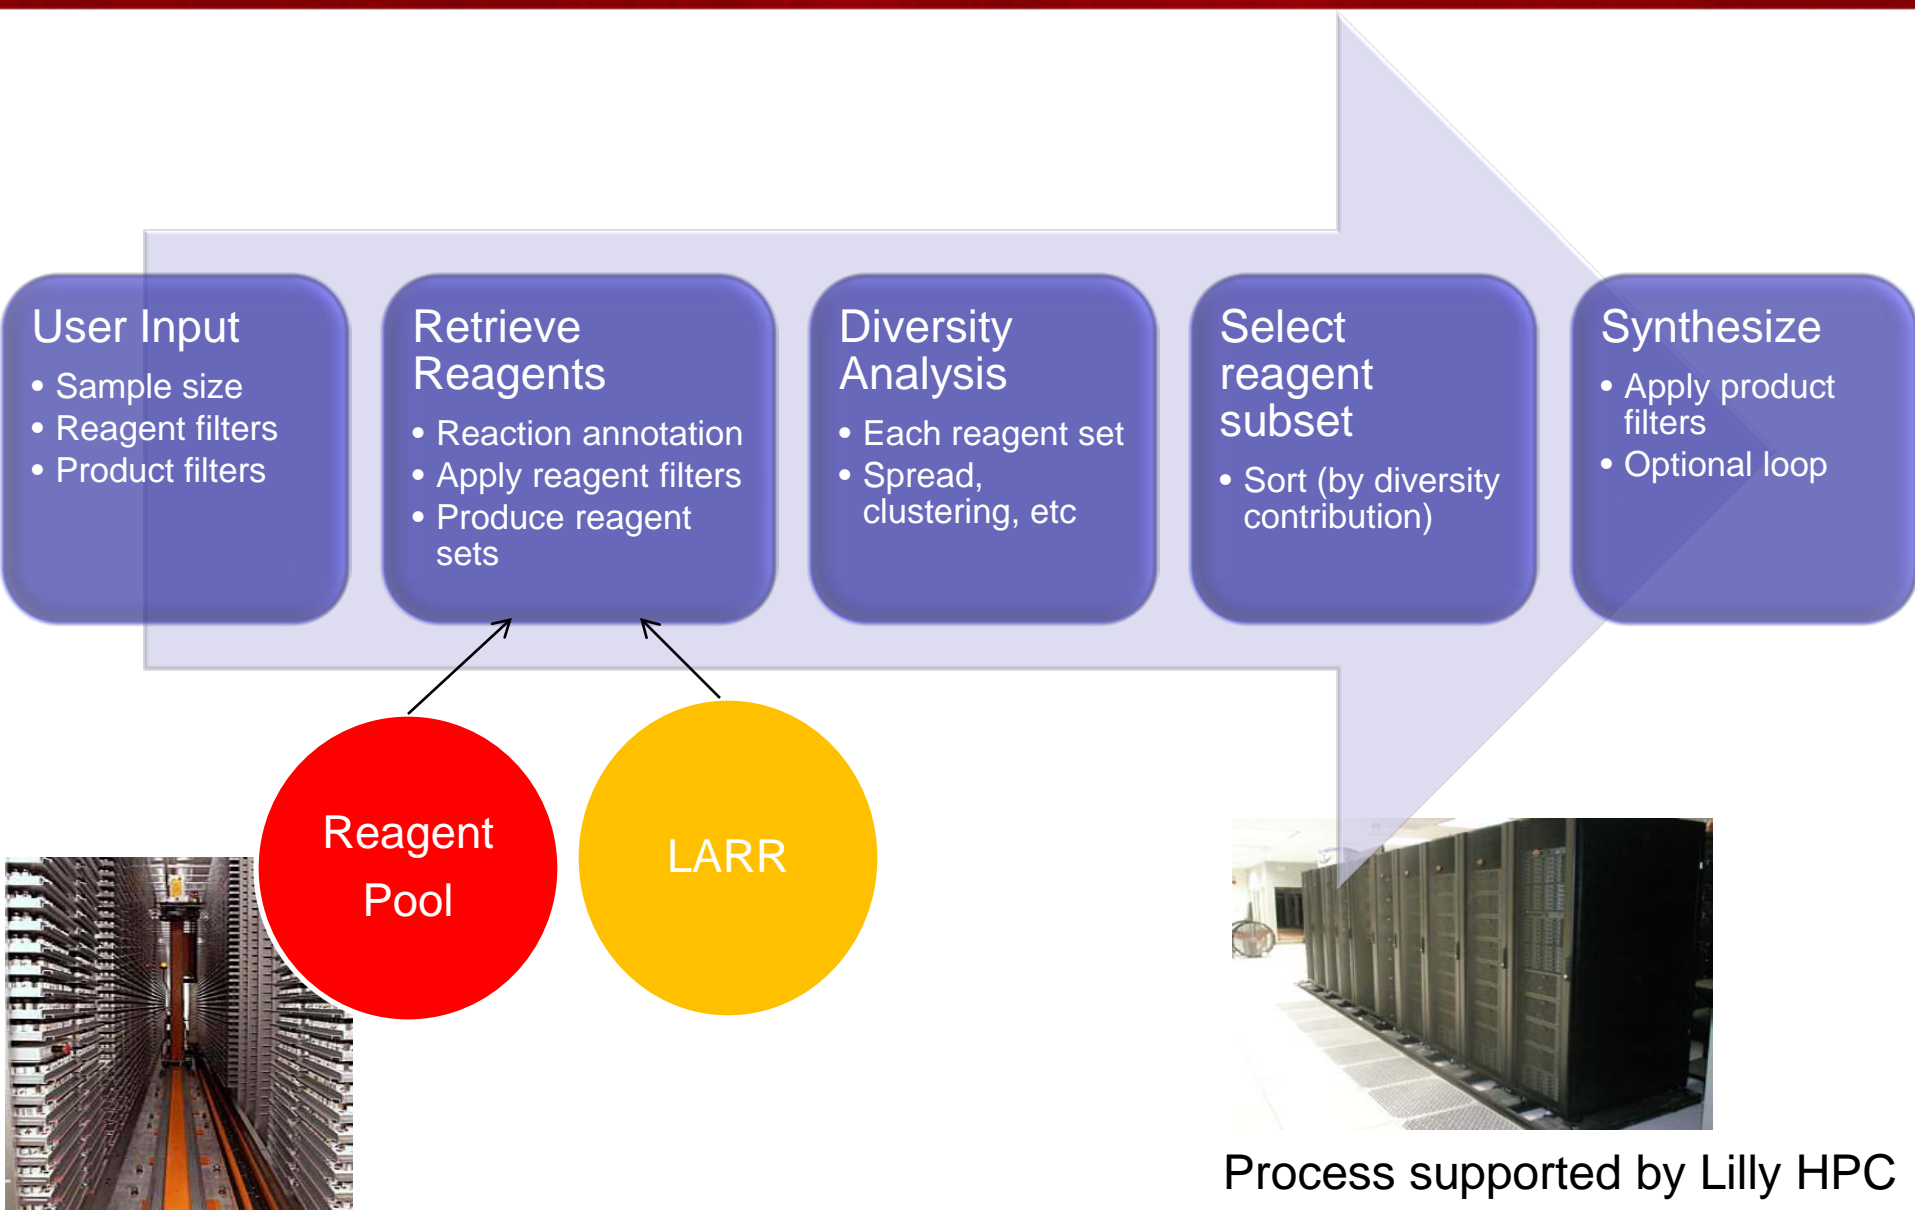 User Input
• Sample size
• Reagent filters
• Product filters
Retrieve
Reagents
• Reaction annotation
• Apply reagent filters
• Produce reagent
sets
Diversity
Analysis
• Each reagent set
• Spread,
clustering, etc
Select
reagent
subset
• Sort (by diversity
contribution)
Synthesize
• Apply product
filters
• Optional loop
Reagent
Pool
LARR
Process supported by Lilly HPC